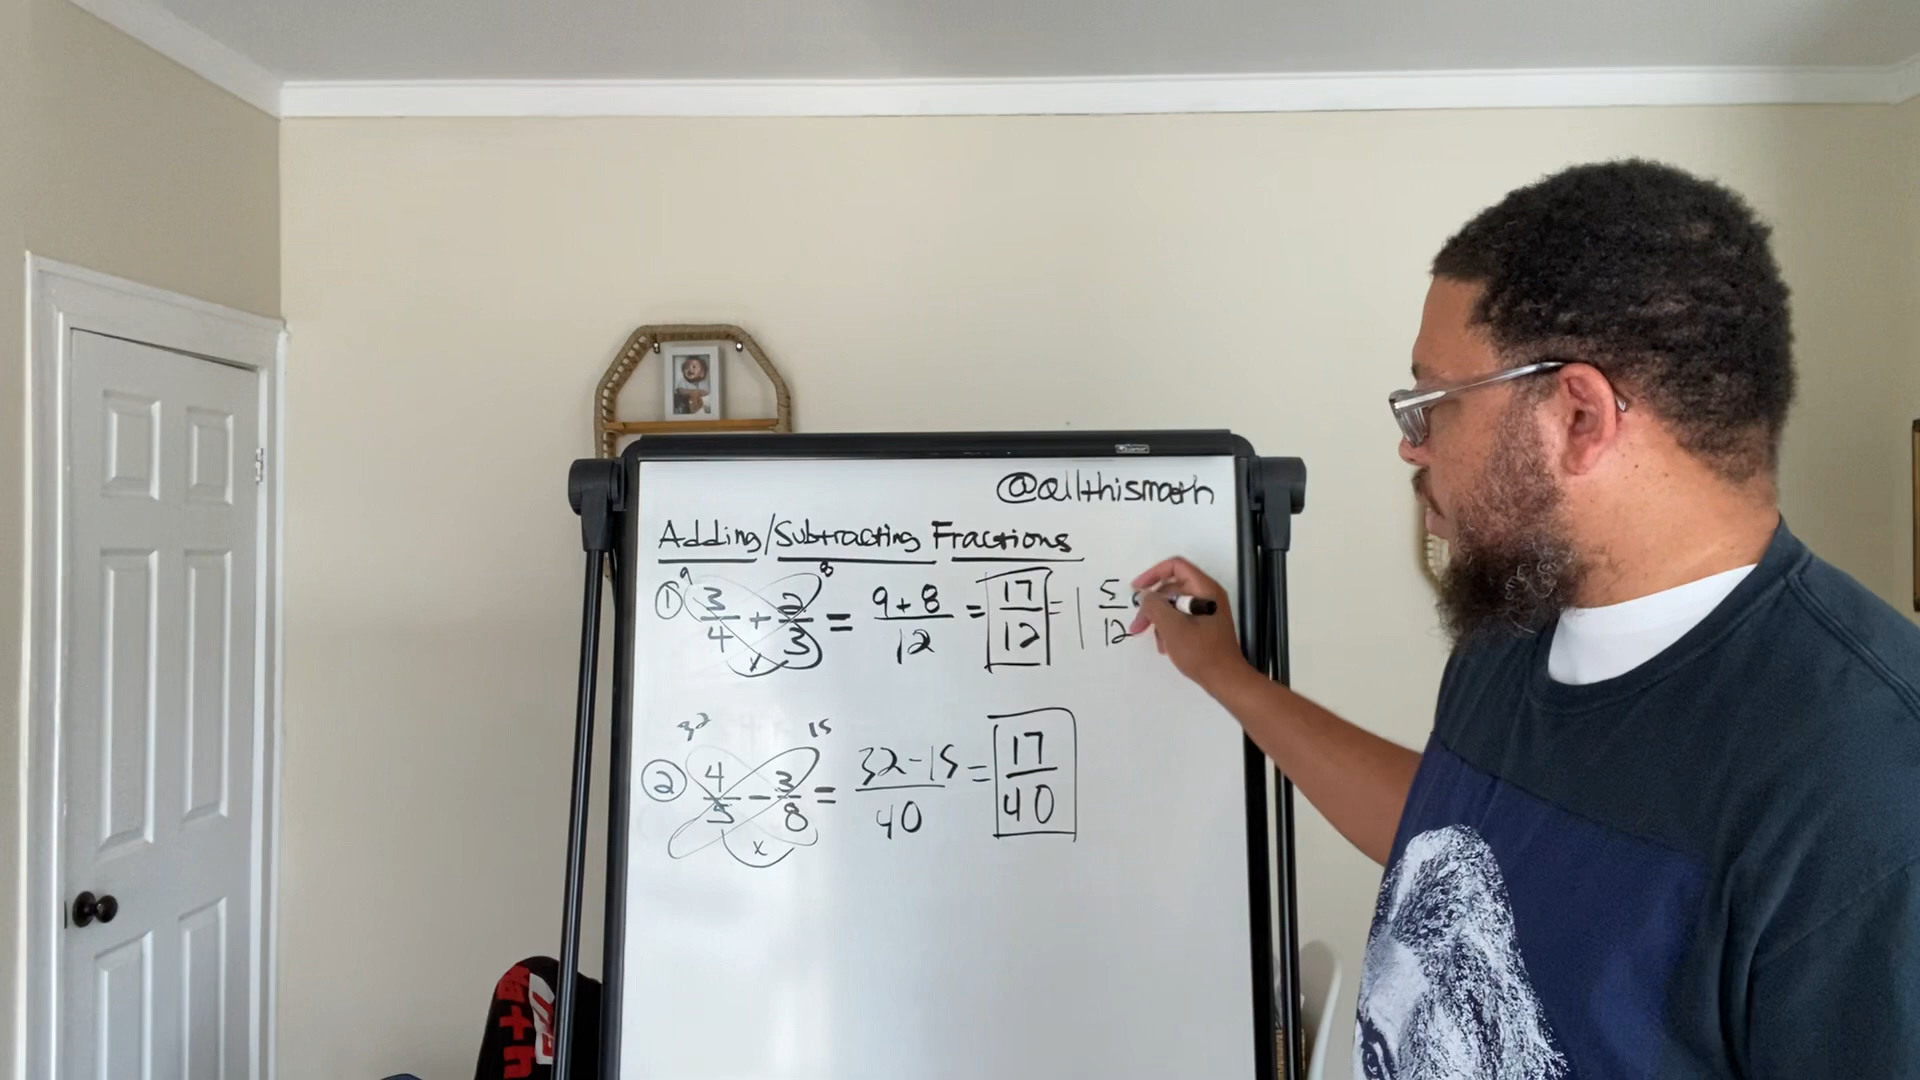 @allthismath
Adding/Subtracting Fractions
① 9 8 3/4 + 2/3 x = 9+8/12 = 17/12 = 1 5/12
② 32 15 4/5 - 3/8 x = 32-15/40 = 17/40